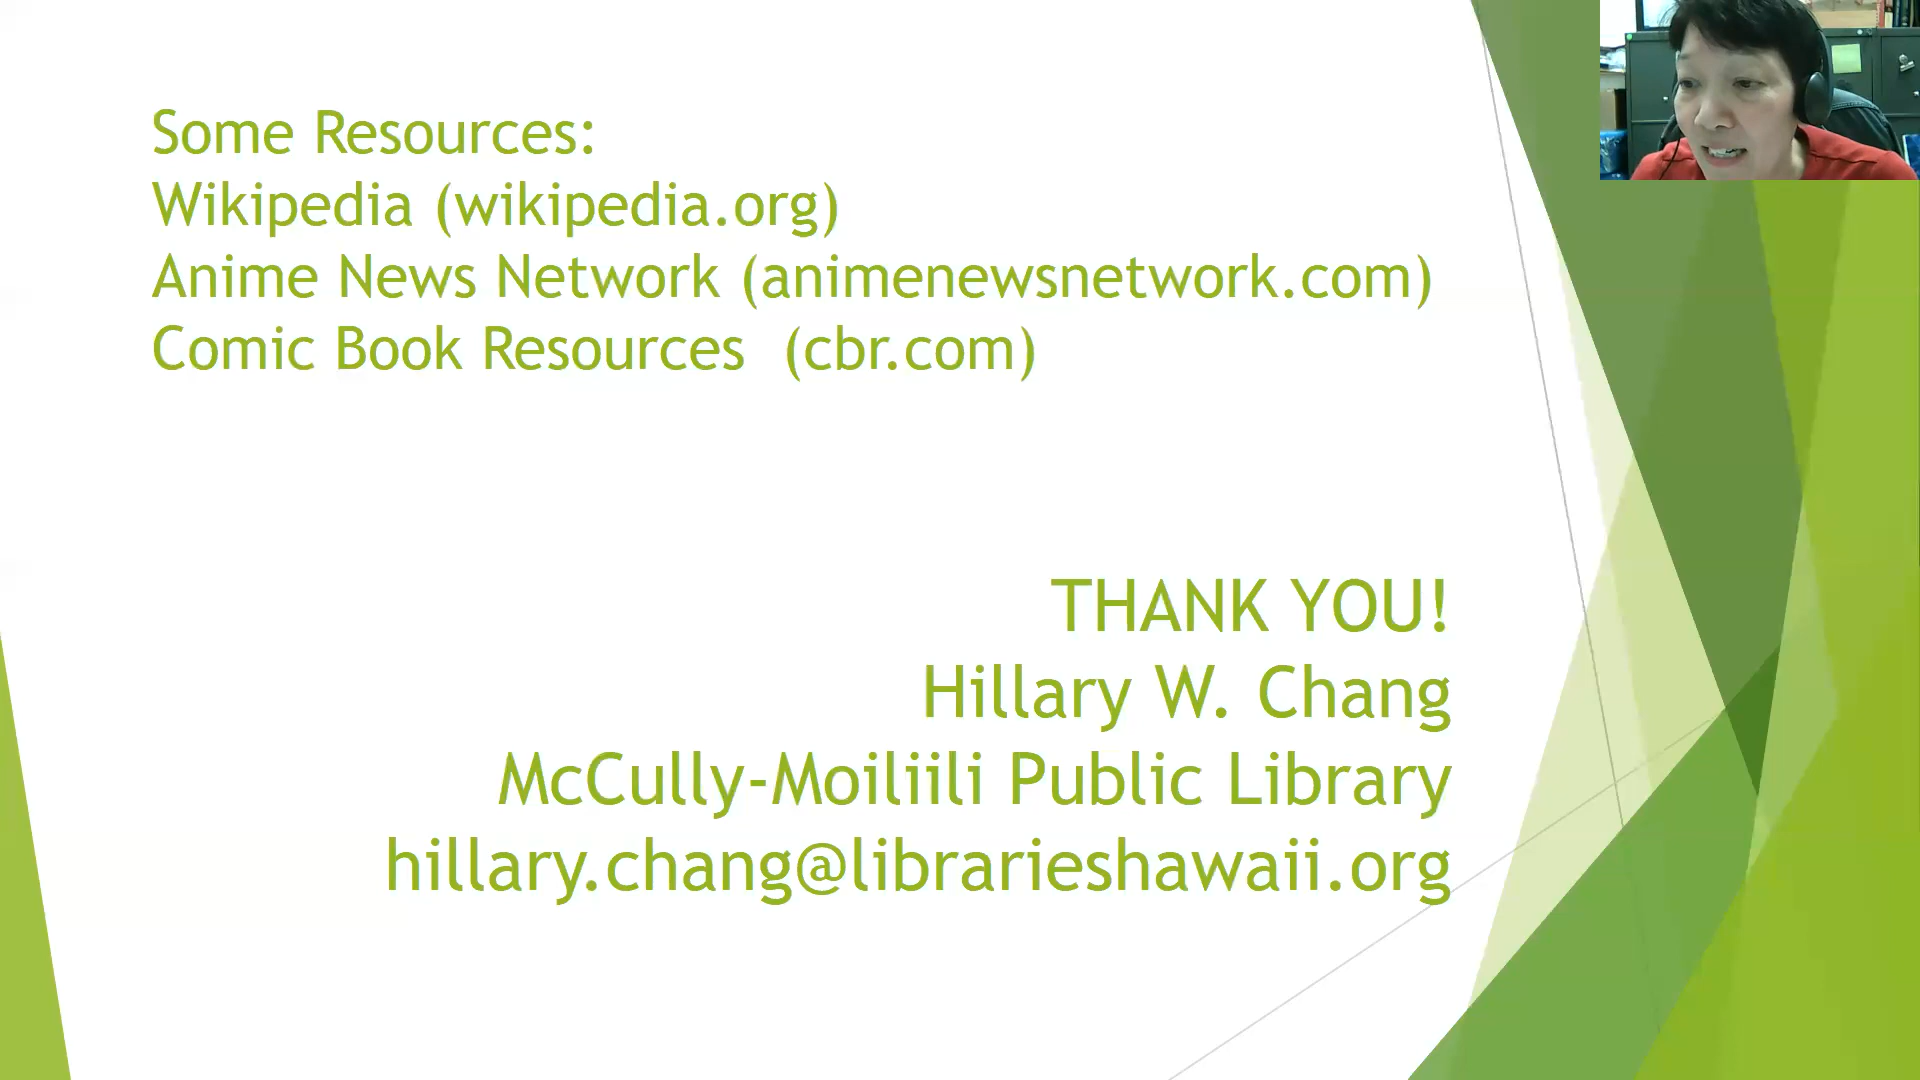 Some Resources:
Wikipedia (wikipedia.org)
Anime News Network (animenewsnetwork.com)
Comic Book Resources (cbr.com)
THANK YOU!
Hillary W. Chang
McCully-Moiliili Public Library
hillary.chang@librarieshawaii.org